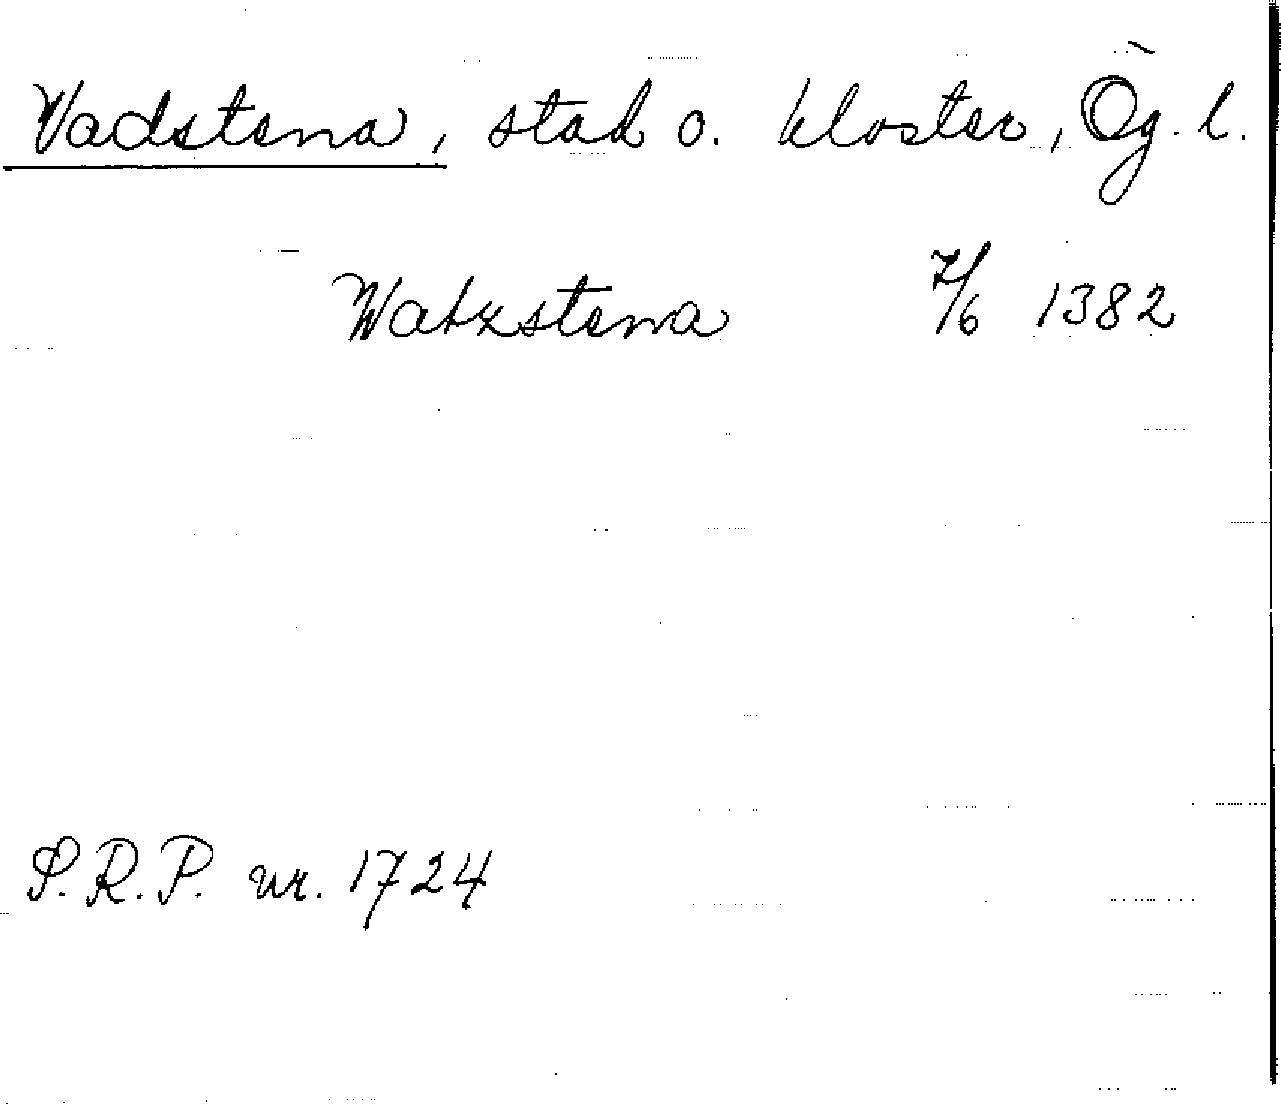 Vadstena, stad o. kloster, Ög. l.
Watzstena 7/6 1382
S.R.P. nr. 1724